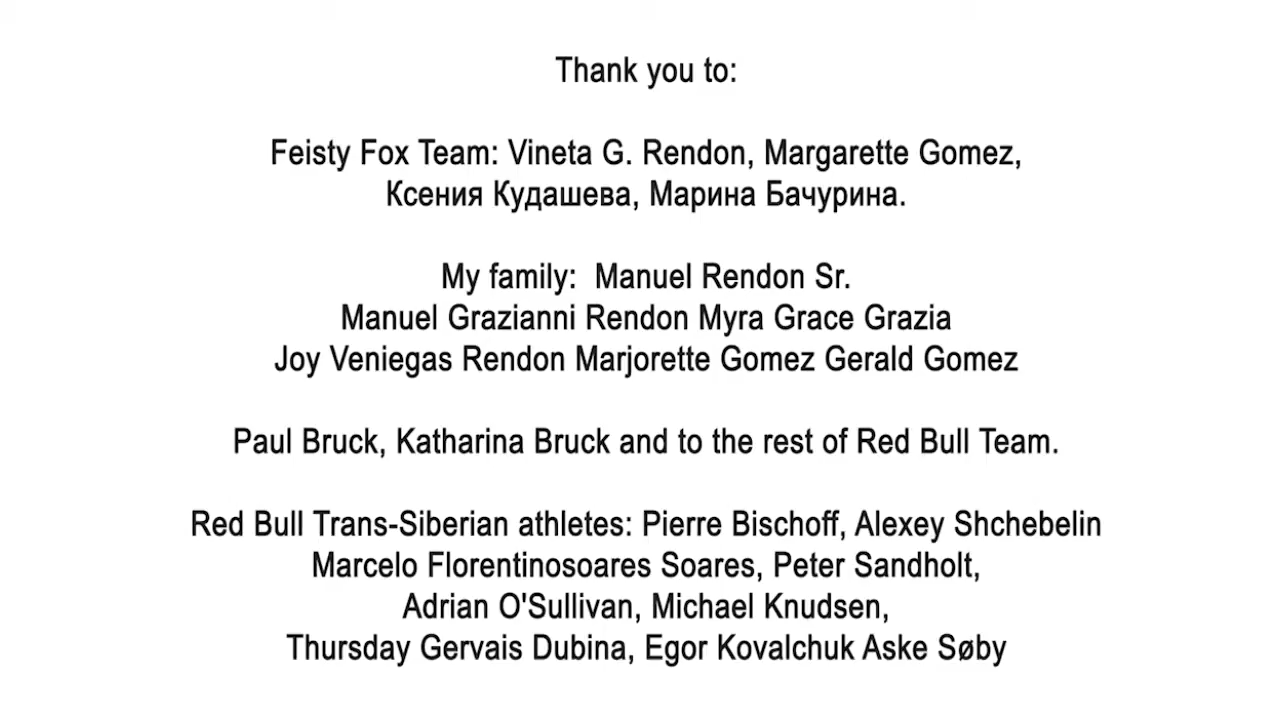 Thank you to:
Feisty Fox Team: Vineta G. Rendon, Margarette Gomez,
Ксения Кудашева, Марина Бачурина.
My family:  Manuel Rendon Sr.
Manuel Grazianni Rendon Myra Grace Grazia
Joy Veniegas Rendon Marjorette Gomez Gerald Gomez
Paul Bruck, Katharina Bruck and to the rest of Red Bull Team.
Red Bull Trans-Siberian athletes: Pierre Bischoff, Alexey Shchebelin
Marcelo Florentinosoares Soares, Peter Sandholt,
Adrian O'Sullivan, Michael Knudsen,
Thursday Gervais Dubina, Egor Kovalchuk Aske Søby